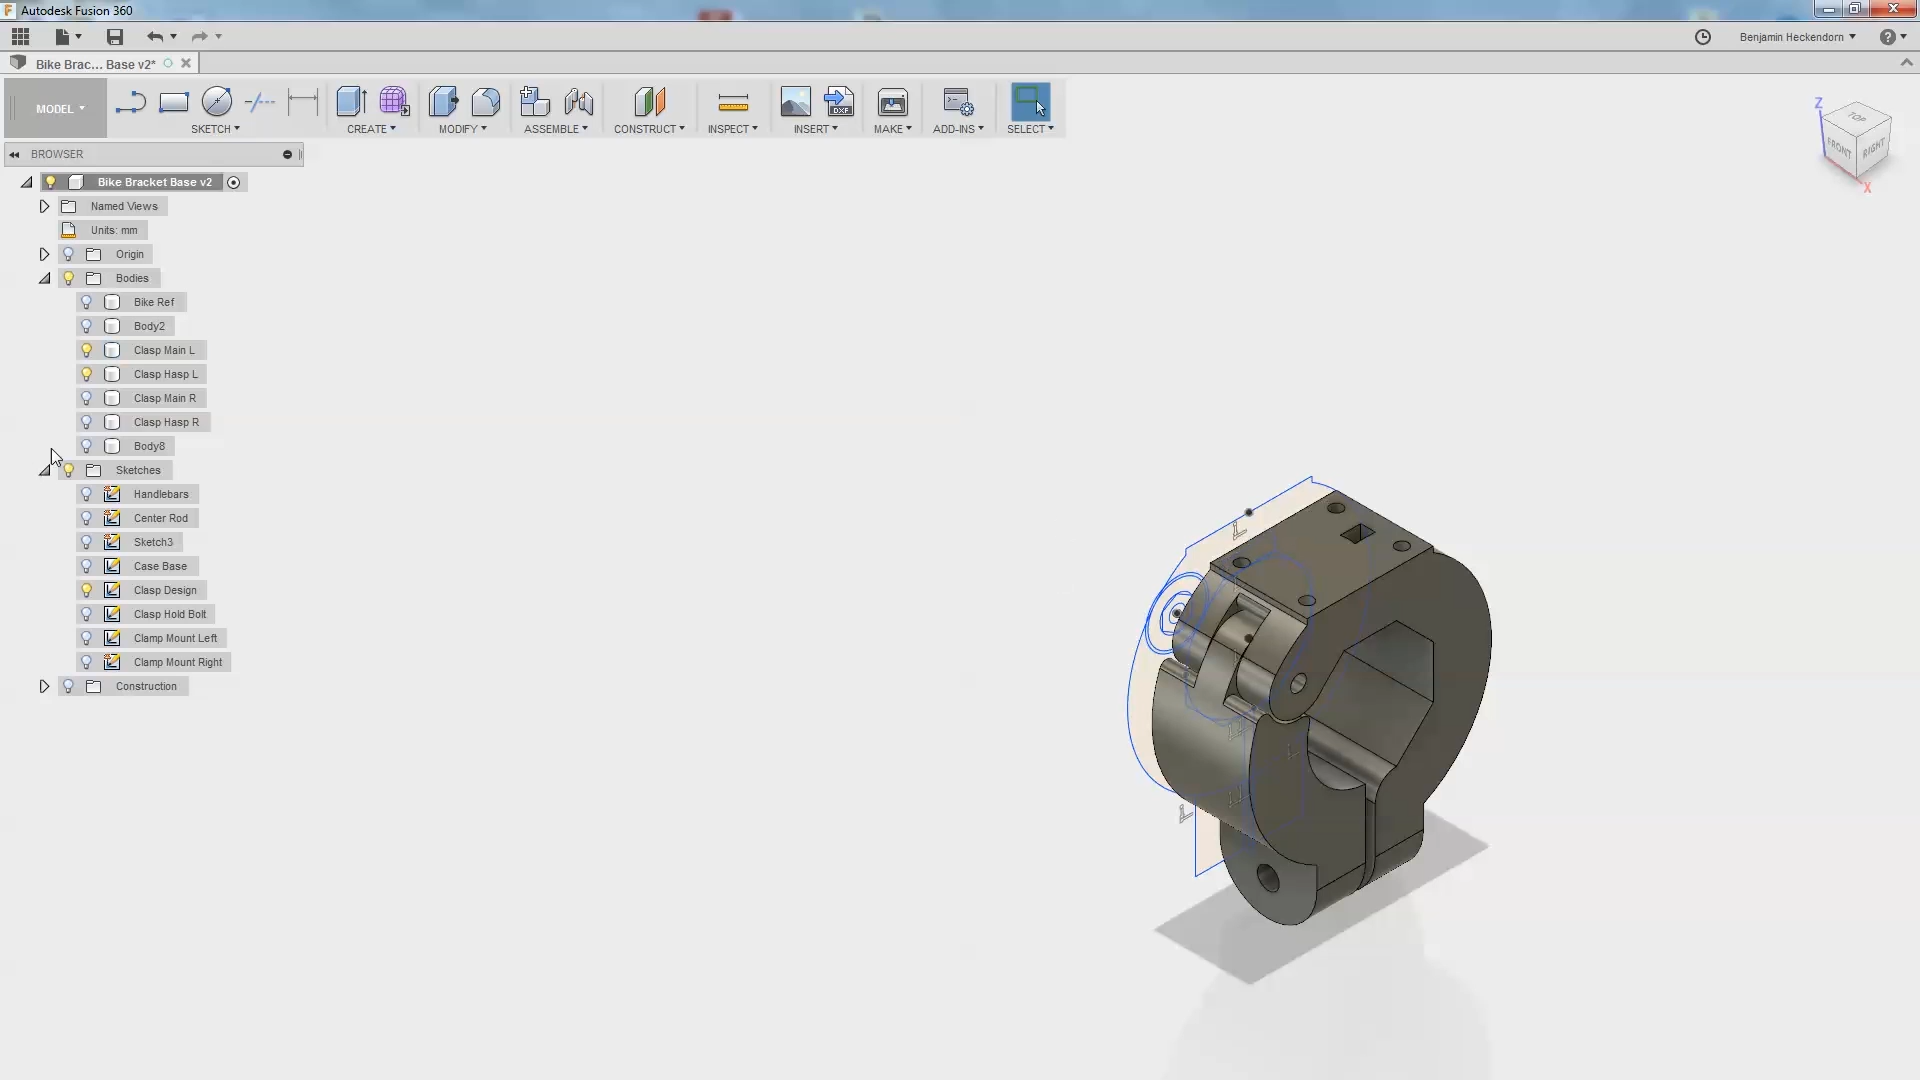 Autodesk Fusion 360
Benjamin Heckendorn
Bike Brac... Base v2*
MODEL
SKETCH
CREATE
MODIFY
ASSEMBLE
CONSTRUCT
INSPECT
INSERT
MAKE
ADD-INS
SELECT
DXF
Z
TOP
FRONT
RIGHT
X
BROWSER
Bike Bracket Base v2
Named Views
Units: mm
Origin
Bodies
Bike Ref
Body2
Clasp Main L
Clasp Hasp L
Clasp Main R
Clasp Hasp R
Body8
Sketches
Handlebars
Center Rod
Sketch3
Case Base
Clasp Design
Clasp Hold Bolt
Clamp Mount Left
Clamp Mount Right
Construction